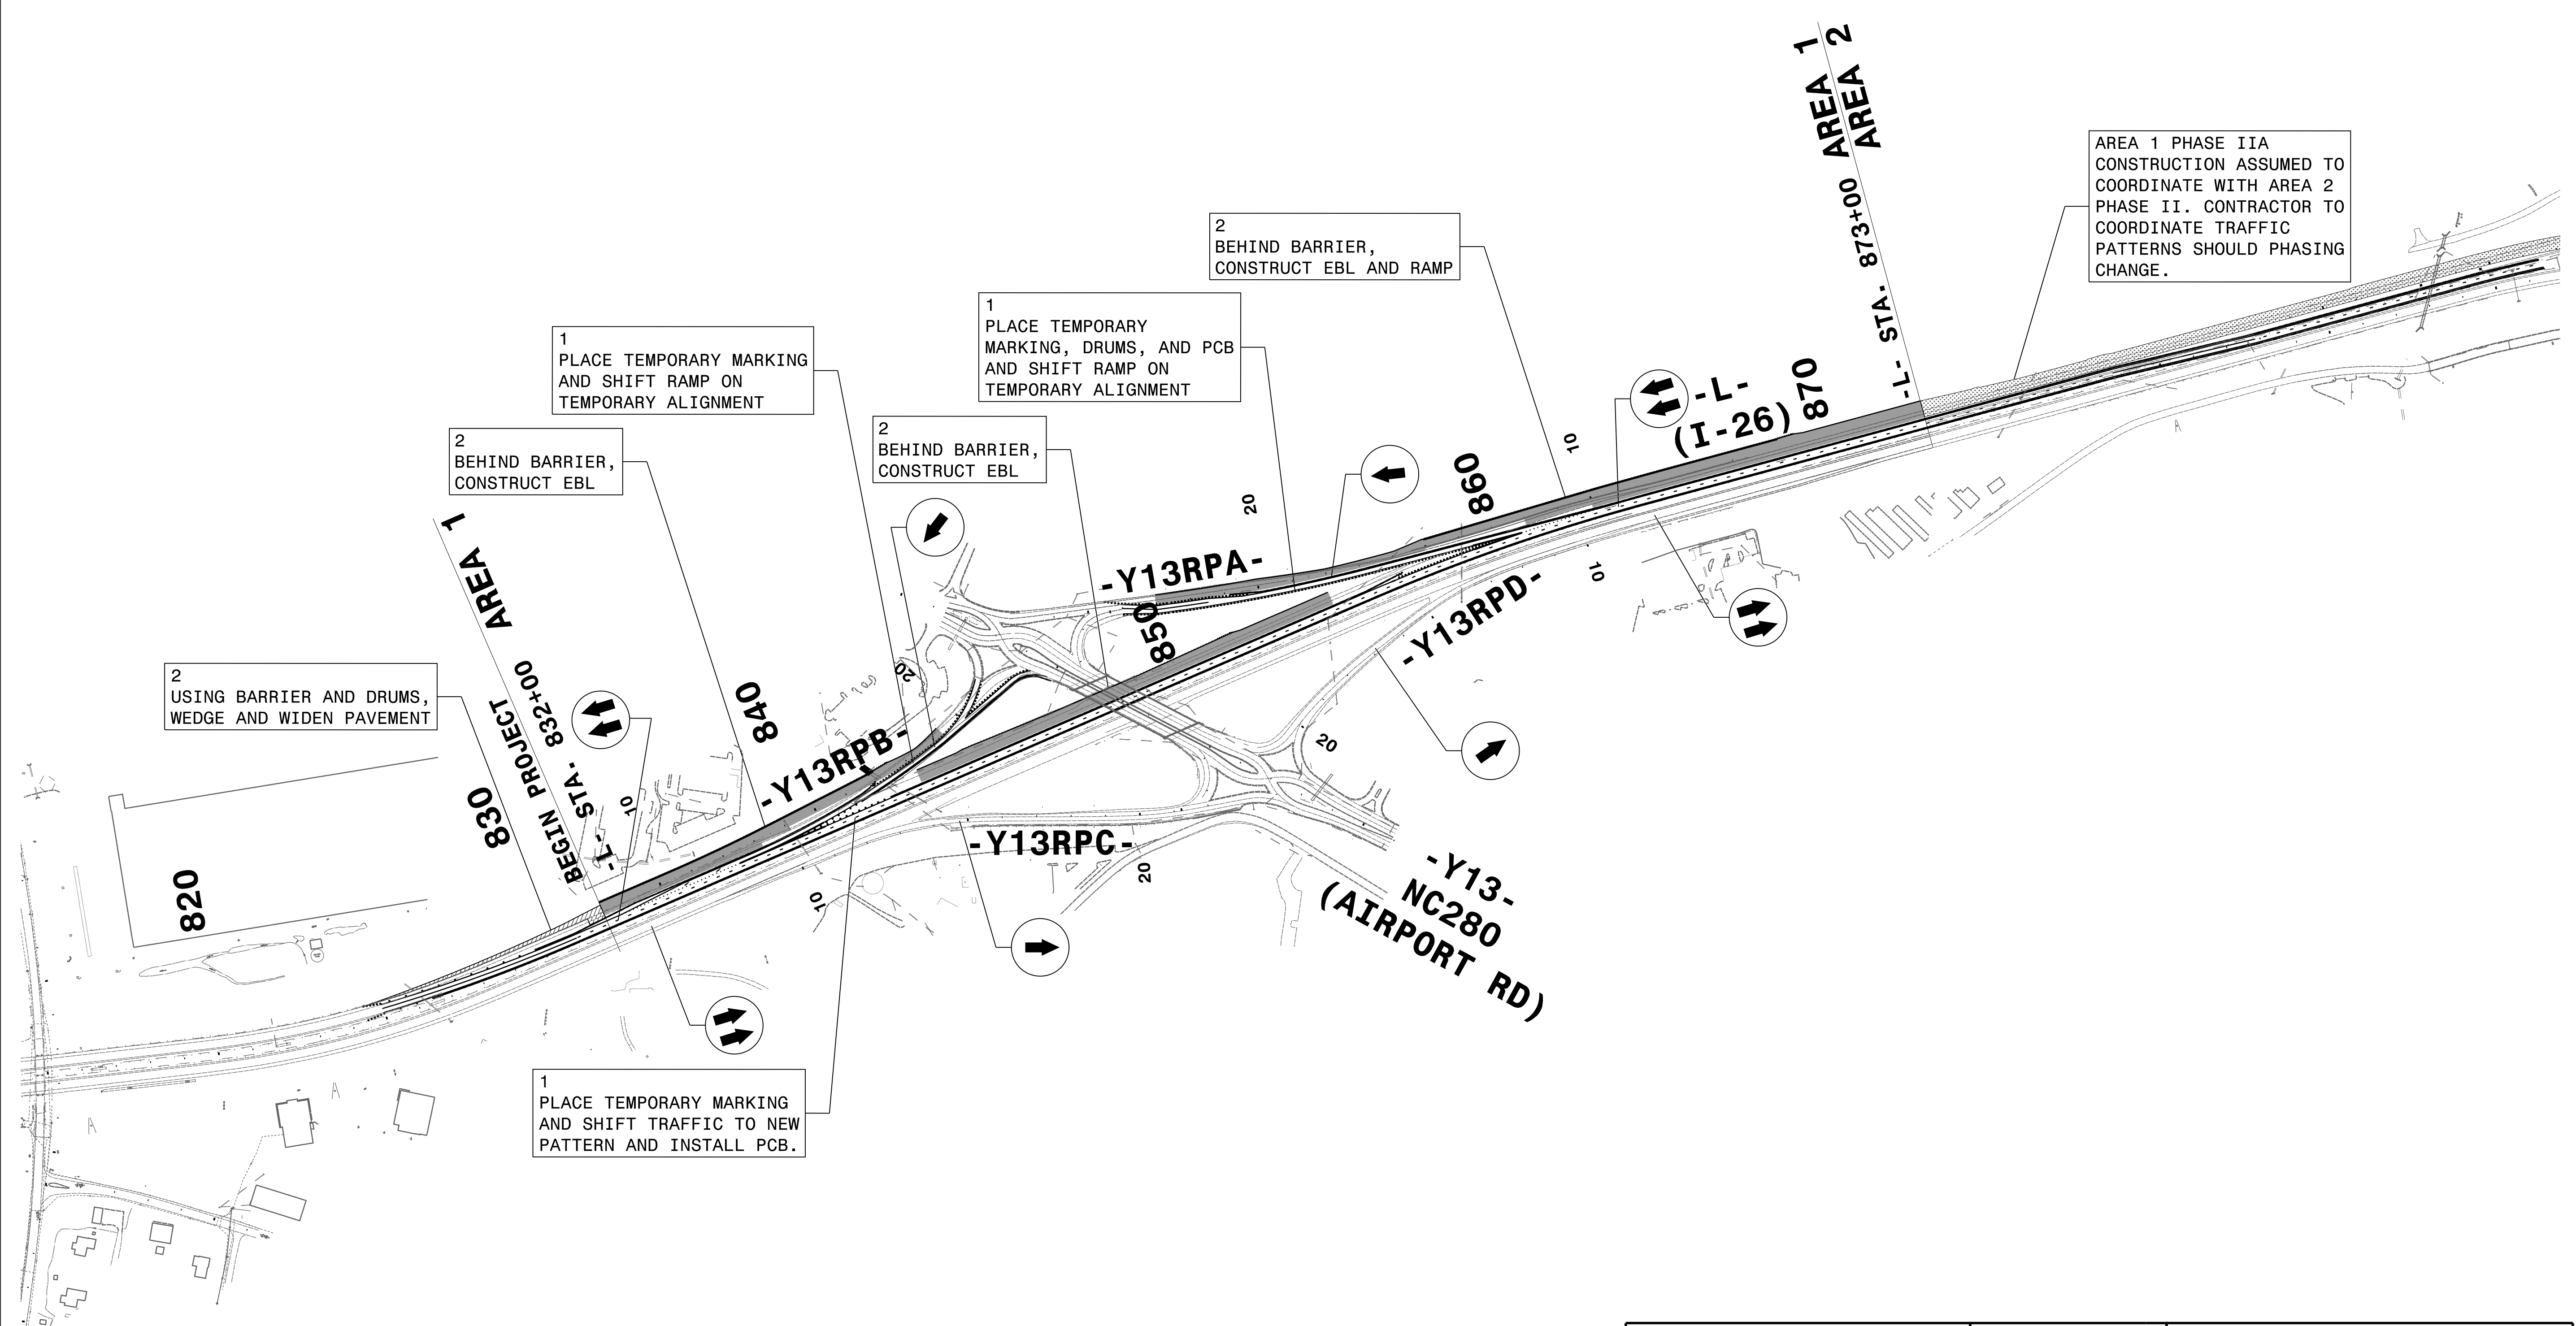 AREA 1
AREA 2
-L- STA. 873+00
AREA 1 PHASE IIA
CONSTRUCTION ASSUMED TO
COORDINATE WITH AREA 2
PHASE II. CONTRACTOR TO
COORDINATE TRAFFIC
PATTERNS SHOULD PHASING
CHANGE.
2
BEHIND BARRIER,
CONSTRUCT EBL AND RAMP
1
PLACE TEMPORARY
MARKING, DRUMS, AND PCB
AND SHIFT RAMP ON
TEMPORARY ALIGNMENT
1
PLACE TEMPORARY MARKING
AND SHIFT RAMP ON
TEMPORARY ALIGNMENT
2
BEHIND BARRIER,
CONSTRUCT EBL
2
BEHIND BARRIER,
CONSTRUCT EBL
-L-
(I-26)
870
860
10
20
-Y13RPA-
850
-Y13RPD-
10
AREA 1
BEGIN PROJECT
-L- STA. 832+00
2
USING BARRIER AND DRUMS,
WEDGE AND WIDEN PAVEMENT
840
20
-Y13RPB-
20
830
10
820
-Y13RPC-
10
20
-Y13-
NC280
(AIRPORT RD)
1
PLACE TEMPORARY MARKING
AND SHIFT TRAFFIC TO NEW
PATTERN AND INSTALL PCB.